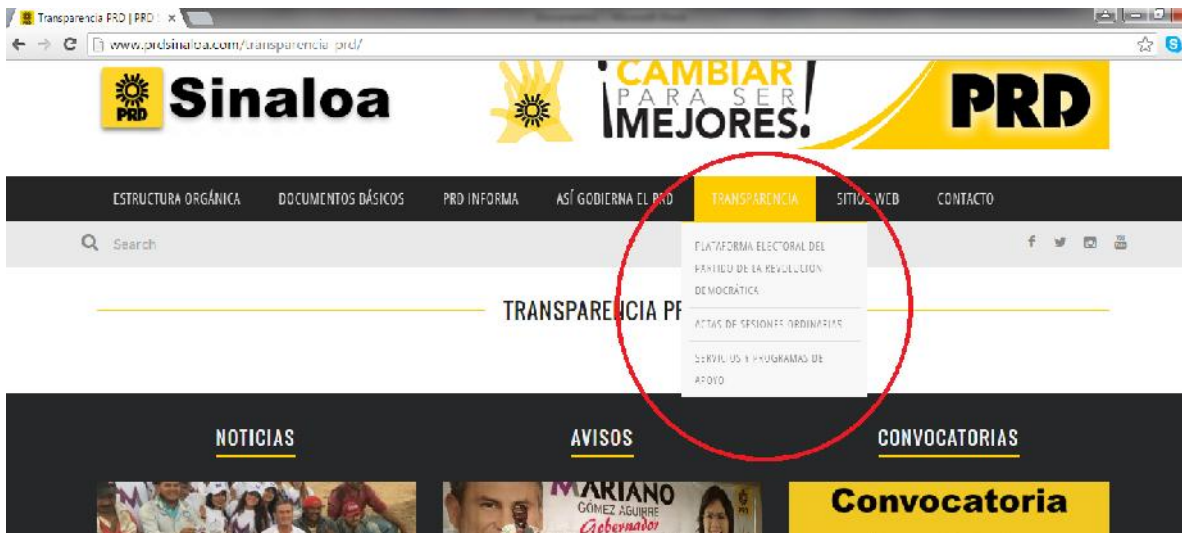 Transparencia PRD | PRD
www.prdsinaloa.com/transparencia-prd/
PRD
Sinaloa
¡CAMBIAR
PARA SER
MEJORES!
PRD
ESTRUCTURA ORGÁNICA DOCUMENTOS BÁSICOS PRD INFORMA ASÍ GOBIERNA EL PRD TRANSPARENCIA SITIOS WEB CONTACTO
Search
PLATAFORMA ELECTORAL DEL
PARTIDO DE LA REVOLUCIÓN
DEMOCRÁTICA
TRANSPARENCIA PR
ACTAS DE SESIONES ORDINARIAS
SERVICIOS Y PROGRAMAS DE
APOYO
NOTICIAS
AVISOS
CONVOCATORIAS
MARIANO
GÓMEZ AGUIRRE
Gobernador
Convocatoria